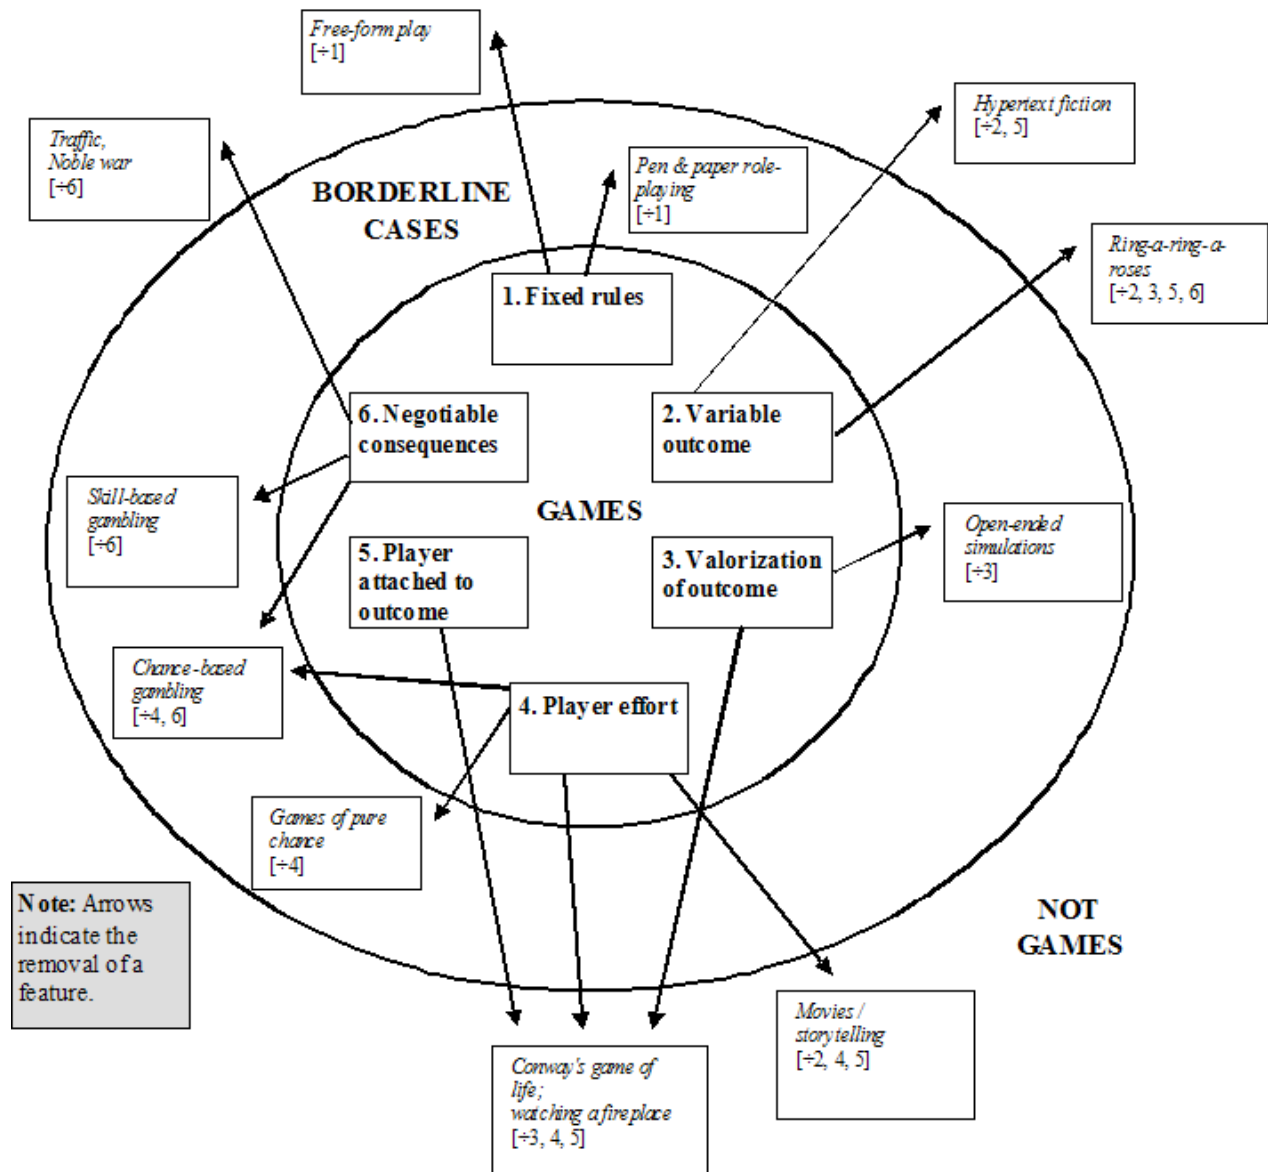 Free-form play
[÷1]
Hypertext fiction
[÷2, 5]
Traffic,
Noble war
[÷6]
Pen & paper role-
playing
[÷1]
BORDERLINE
CASES
Ring-a-ring-a-
roses
[÷2, 3, 5, 6]
1. Fixed rules
6. Negotiable
consequences
2. Variable
outcome
Skill-based
gambling
[÷6]
GAMES
5. Player
attached to
outcome
3. Valorization
of outcome
Open-ended
simulations
[÷3]
Chance-based
gambling
[÷4, 6]
4. Player effort
Games of pure
chance
[÷4]
Note: Arrows
indicate the
removal of a
feature.
NOT
GAMES
Movies /
storytelling
[÷2, 4, 5]
Conway's game of
life;
watching a fireplace
[÷3, 4, 5]